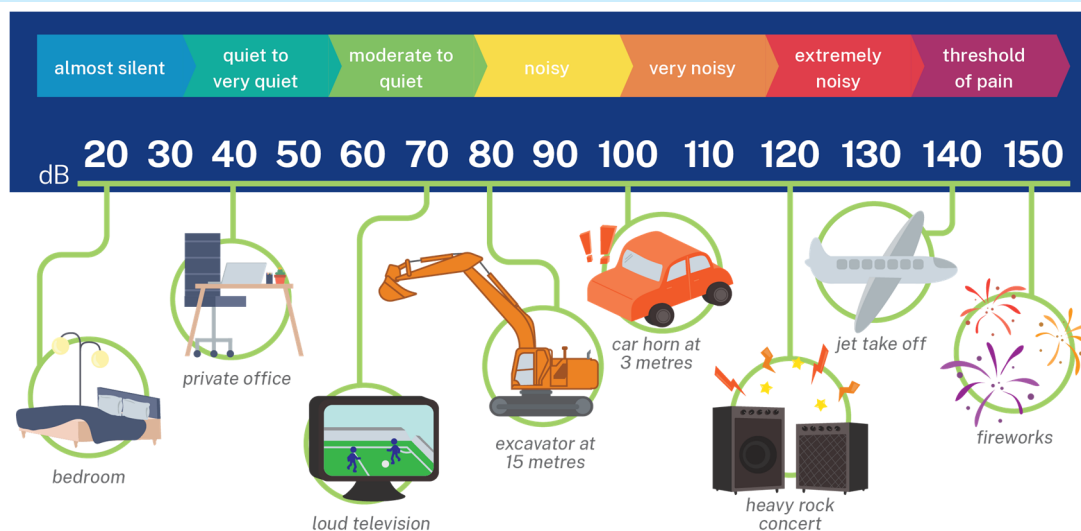 almost silent
quiet to
very quiet
moderate to
quiet
noisy
very noisy
extremely
noisy
threshold
of pain
dB 20 30 40 50 60 70 80 90 100 110 120 130 140 150
bedroom
private office
loud television
excavator at
15 metres
car horn at
3 metres
heavy rock
concert
jet take off
fireworks